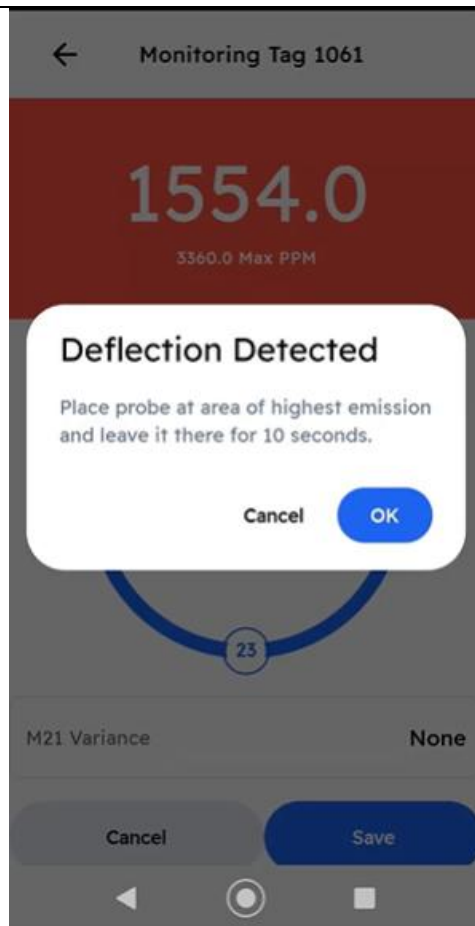 Monitoring Tag 1061
1554.0
3360.0 Max PPM
Deflection Detected
Place probe at area of highest emission
and leave it there for 10 seconds.
Cancel OK
23
M21 Variance None
Cancel Save